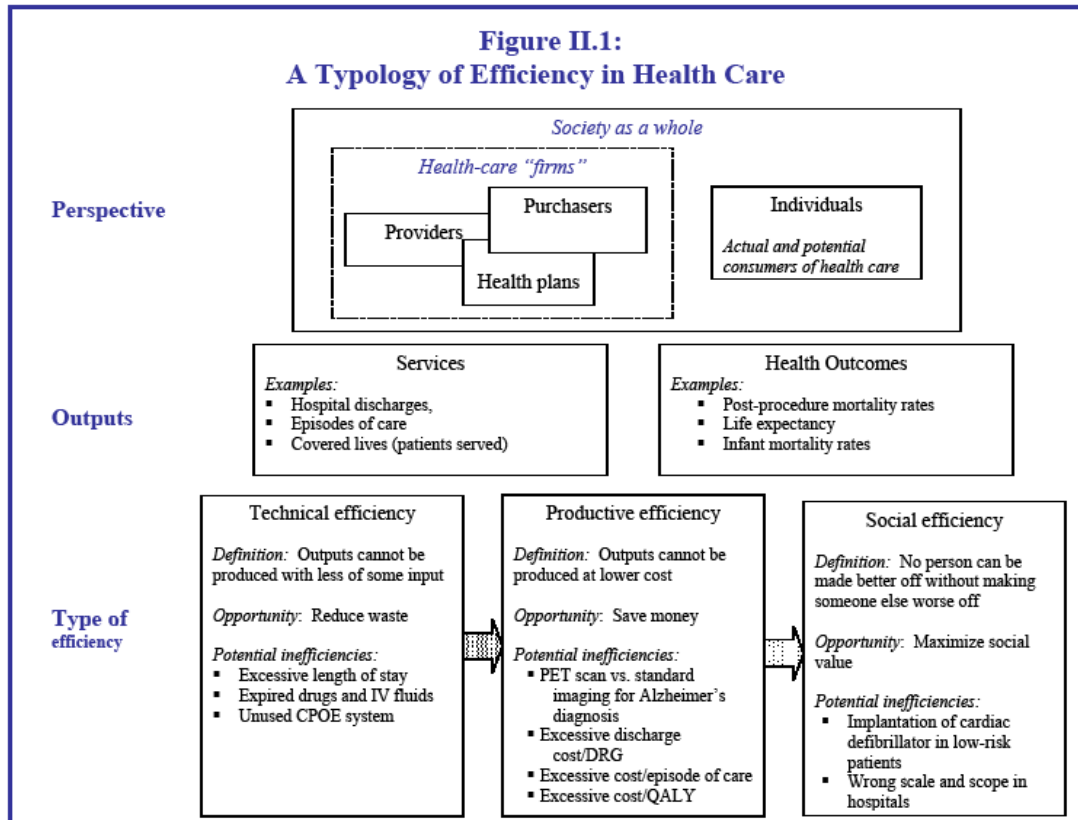 Figure II.1:
A Typology of Efficiency in Health Care
Perspective
Society as a whole
Health-care “firms”
Purchasers
Providers
Health plans
Individuals
Actual and potential
consumers of health care
Outputs
Services
Examples:
▪ Hospital discharges,
▪ Episodes of care
▪ Covered lives (patients served)
Health Outcomes
Examples:
▪ Post-procedure mortality rates
▪ Life expectancy
▪ Infant mortality rates
Type of
efficiency
Technical efficiency
Definition: Outputs cannot be
produced with less of some input
Opportunity: Reduce waste
Potential inefficiencies:
▪ Excessive length of stay
▪ Expired drugs and IV fluids
▪ Unused CPOE system
Productive efficiency
Definition: Outputs cannot be
produced at lower cost
Opportunity: Save money
Potential inefficiencies:
▪ PET scan vs. standard
imaging for Alzheimer’s
diagnosis
▪ Excessive discharge
cost/DRG
▪ Excessive cost/episode of care
▪ Excessive cost/QALY
Social efficiency
Definition: No person can be
made better off without making
someone else worse off
Opportunity: Maximize social
value
Potential inefficiencies:
▪ Implantation of cardiac
defibrillator in low-risk
patients
▪ Wrong scale and scope in
hospitals